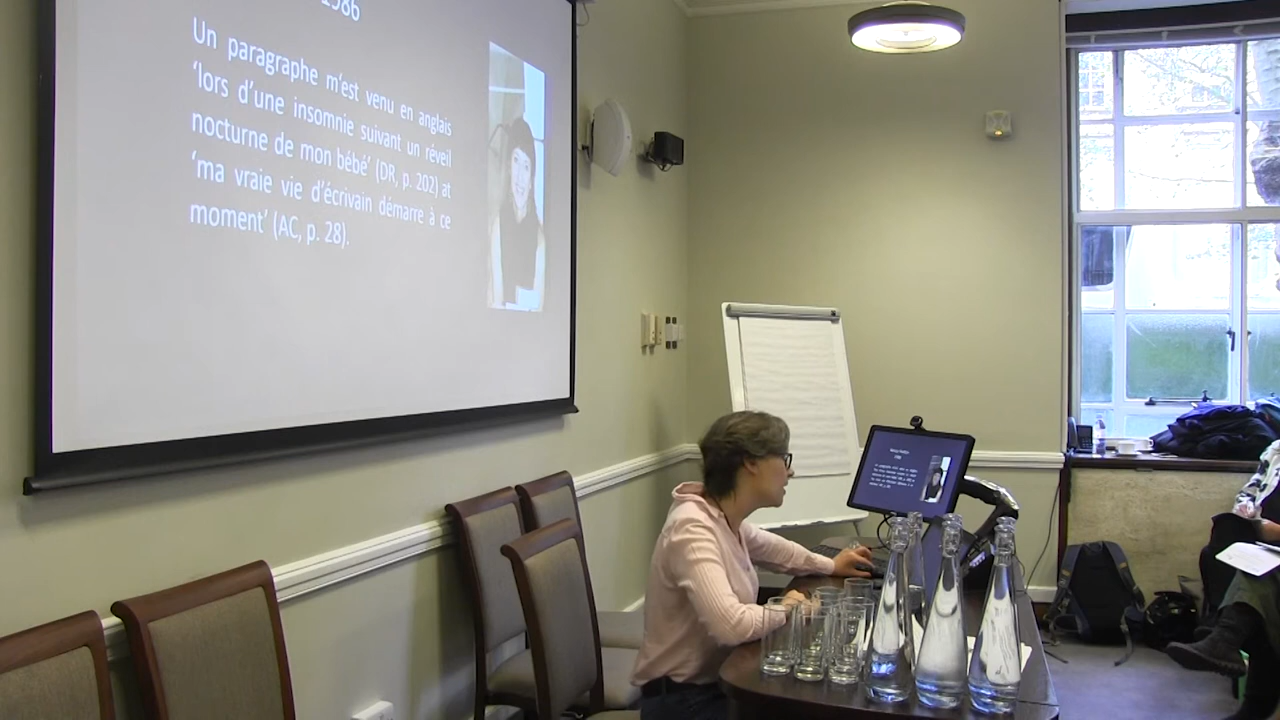 1986
Un paragraphe m'est venu en anglais
'lors d'une insomnie suivant un réveil
nocturne de mon bébé' (DR, p. 202) at
'ma vraie vie d'écrivain démarre à ce
moment' (AC, p. 28).